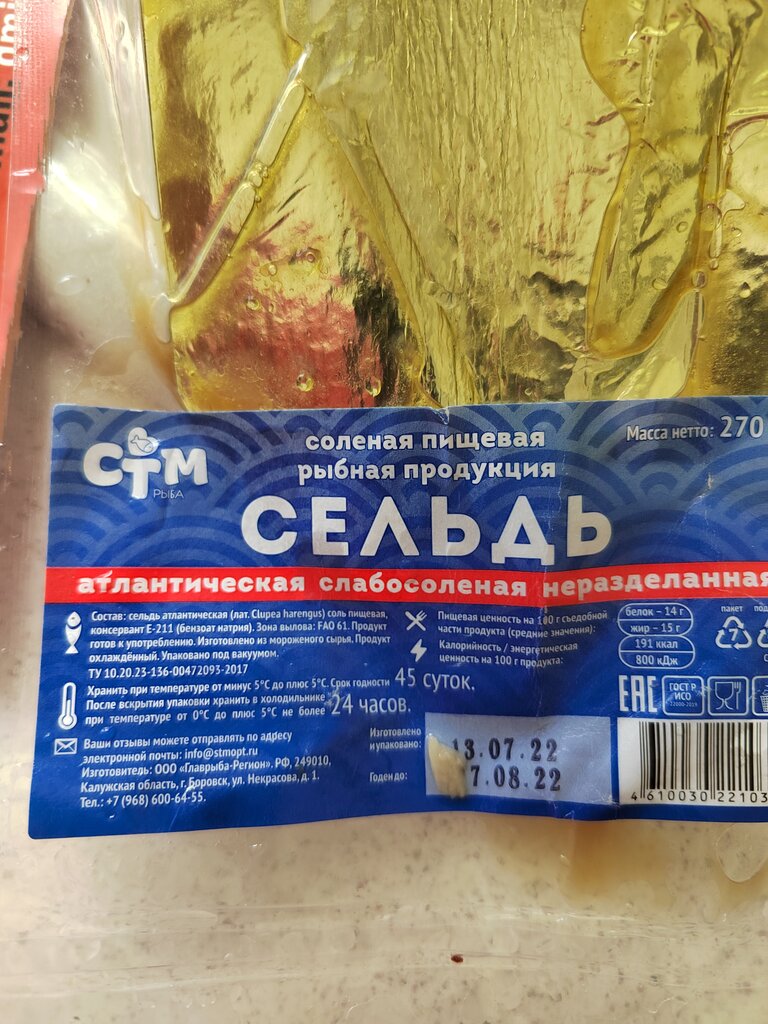 СТМ
РЫБА
соленая пищевая
рыбная продукция
Масса нетто: 270
СЕЛЬДЬ
атлантическая слабосоленая неразделанная
Состав: сельдь атлантическая (лат. Clupea harengus) соль пищевая,
консервант Е-211 (бензоат натрия). Зона вылова: FAO 61. Продукт
готов к употреблению. Изготовлено из мороженого сырья. Продукт
охлаждённый. Упаковано под вакуумом.
ТУ 10.20.23-136-00472093-2017
Хранить при температуре от минус 5°С до плюс 5°С. Срок годности 45 суток.
После вскрытия упаковки хранить в холодильнике
при температуре от 0°С до плюс 5°С не более 24 часов.
Ваши отзывы можете отправлять по адресу
электронной почты: info@stmopt.ru
Изготовитель: ООО «Главрыба-Регион». РФ, 249010,
Калужская область, г. Боровск, ул. Некрасова, д. 1.
Тел.: +7 (968) 600-64-55.
Пищевая ценность на 100 г съедобной
части продукта (средние значения):
Калорийность / энергетическая
ценность на 100 г продукта:
белок – 14 г
жир – 15 г
191 ккал
800 кДж
пакет
7
ЕАС
ГОСТ Р
ИСО
22000-2019
Изготовлено
и упаковано:
13.07.22
Годен до:
7.08.22
4 610030 22103